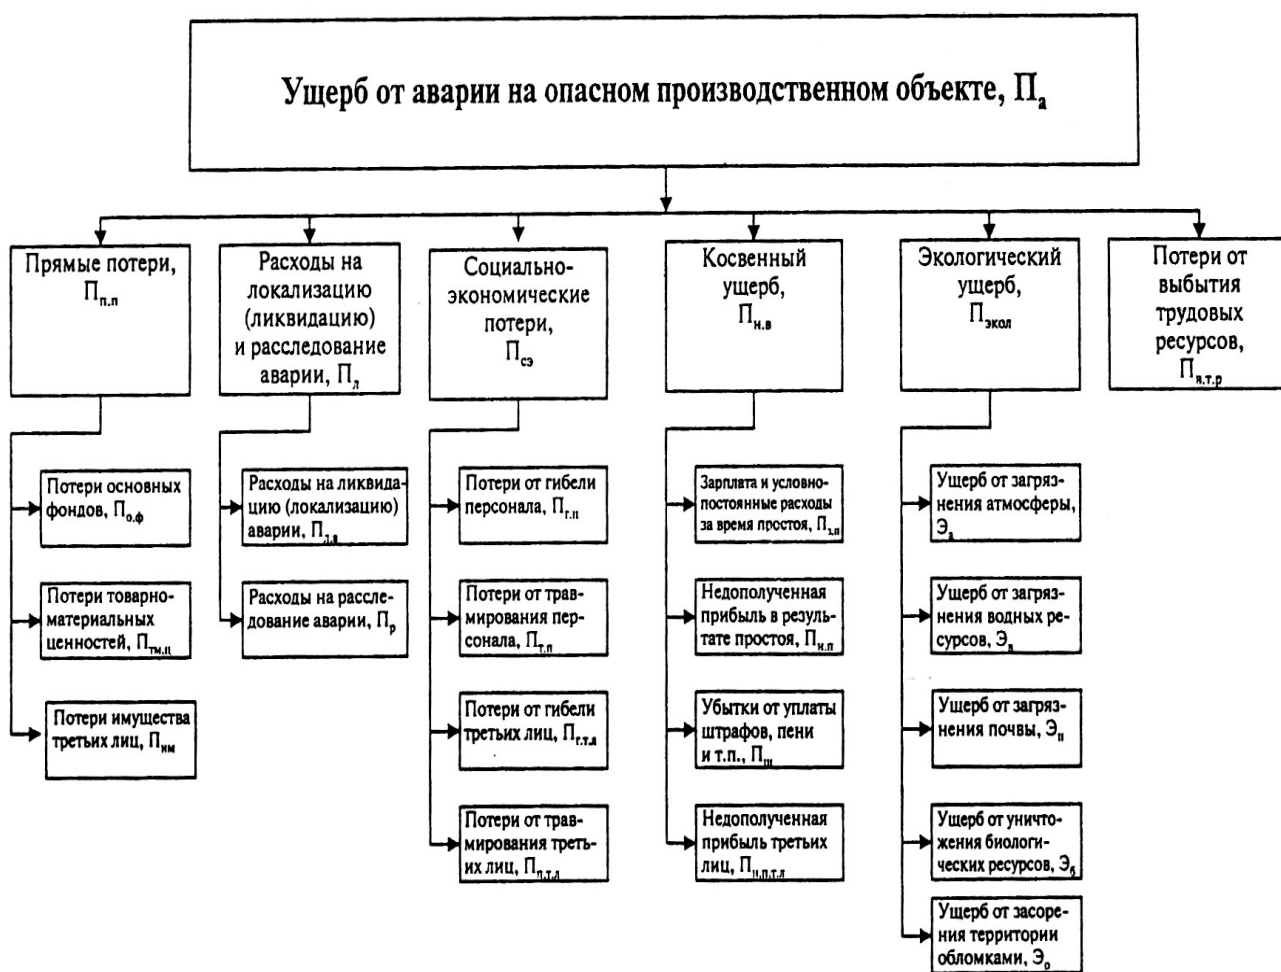 Ущерб от аварии на опасном производственном объекте, Пₐ
Прямые потери,
Пп.п
Расходы на
локализацию
(ликвидацию)
и расследование
аварии, Пл
Социально-
экономические
потери,
Псэ
Косвенный
ущерб,
Пн.в
Экологический
ущерб,
Пэкол
Потери от
выбытия
трудовых
ресурсов,
Пв.т.р
Потери основных
фондов, По.ф
Потери товарно-
материальных
ценностей, Птм.ц
Потери имущества
третьих лиц, Пим
Расходы на ликвида-
цию (локализацию)
аварии, Пл.а
Расходы на рассле-
дование аварии, Пр
Потери от гибели
персонала, Пг.п
Потери от трав-
мирования пер-
сонала, Пт.п
Потери от гибели
третьих лиц, Пг.т.л
Потери от трав-
мирования треть-
их лиц, Пп.т.л
Зарплата и условно-
постоянные расходы
за время простоя, Пз.п
Недополученная
прибыль в резуль-
тате простоя, Пн.п
Убытки от уплаты
штрафов, пени
и т.п., Пш
Недополученная
прибыль третьих
лиц, Пн.п.т.л
Ущерб от загряз-
нения атмосферы,
Эа
Ущерб от загряз-
нения водных ре-
сурсов, Эв
Ущерб от загряз-
нения почвы, Эп
Ущерб от уничто-
жения биологи-
ческих ресурсов, Эб
Ущерб от засоре-
ния территории
обломками, Эо